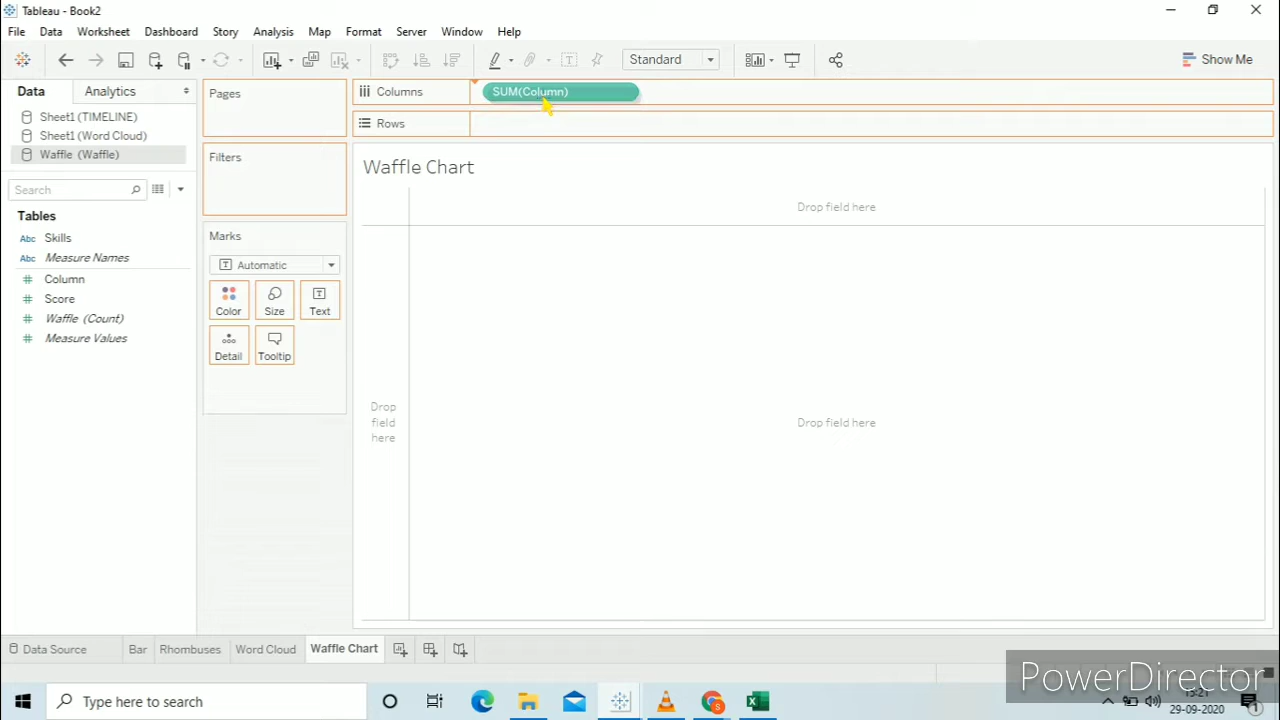 Tableau - Book2
File Data Worksheet Dashboard Story Analysis Map Format Server Window Help
Standard
Show Me
Data Analytics
Sheet1 (TIMELINE)
Sheet1 (Word Cloud)
Waffle (Waffle)
Search
Tables
Abc Skills
Abc Measure Names
# Column
# Score
# Waffle (Count)
# Measure Values
Pages
Filters
Marks
Automatic
Color Size Text
Detail Tooltip
Columns SUM(Column)
Rows
Waffle Chart
Drop field here
Drop
field
here
Drop field here
Data Source Bar Rhombuses Word Cloud Waffle Chart
PowerDirector
Type here to search
13:21
29-09-2020